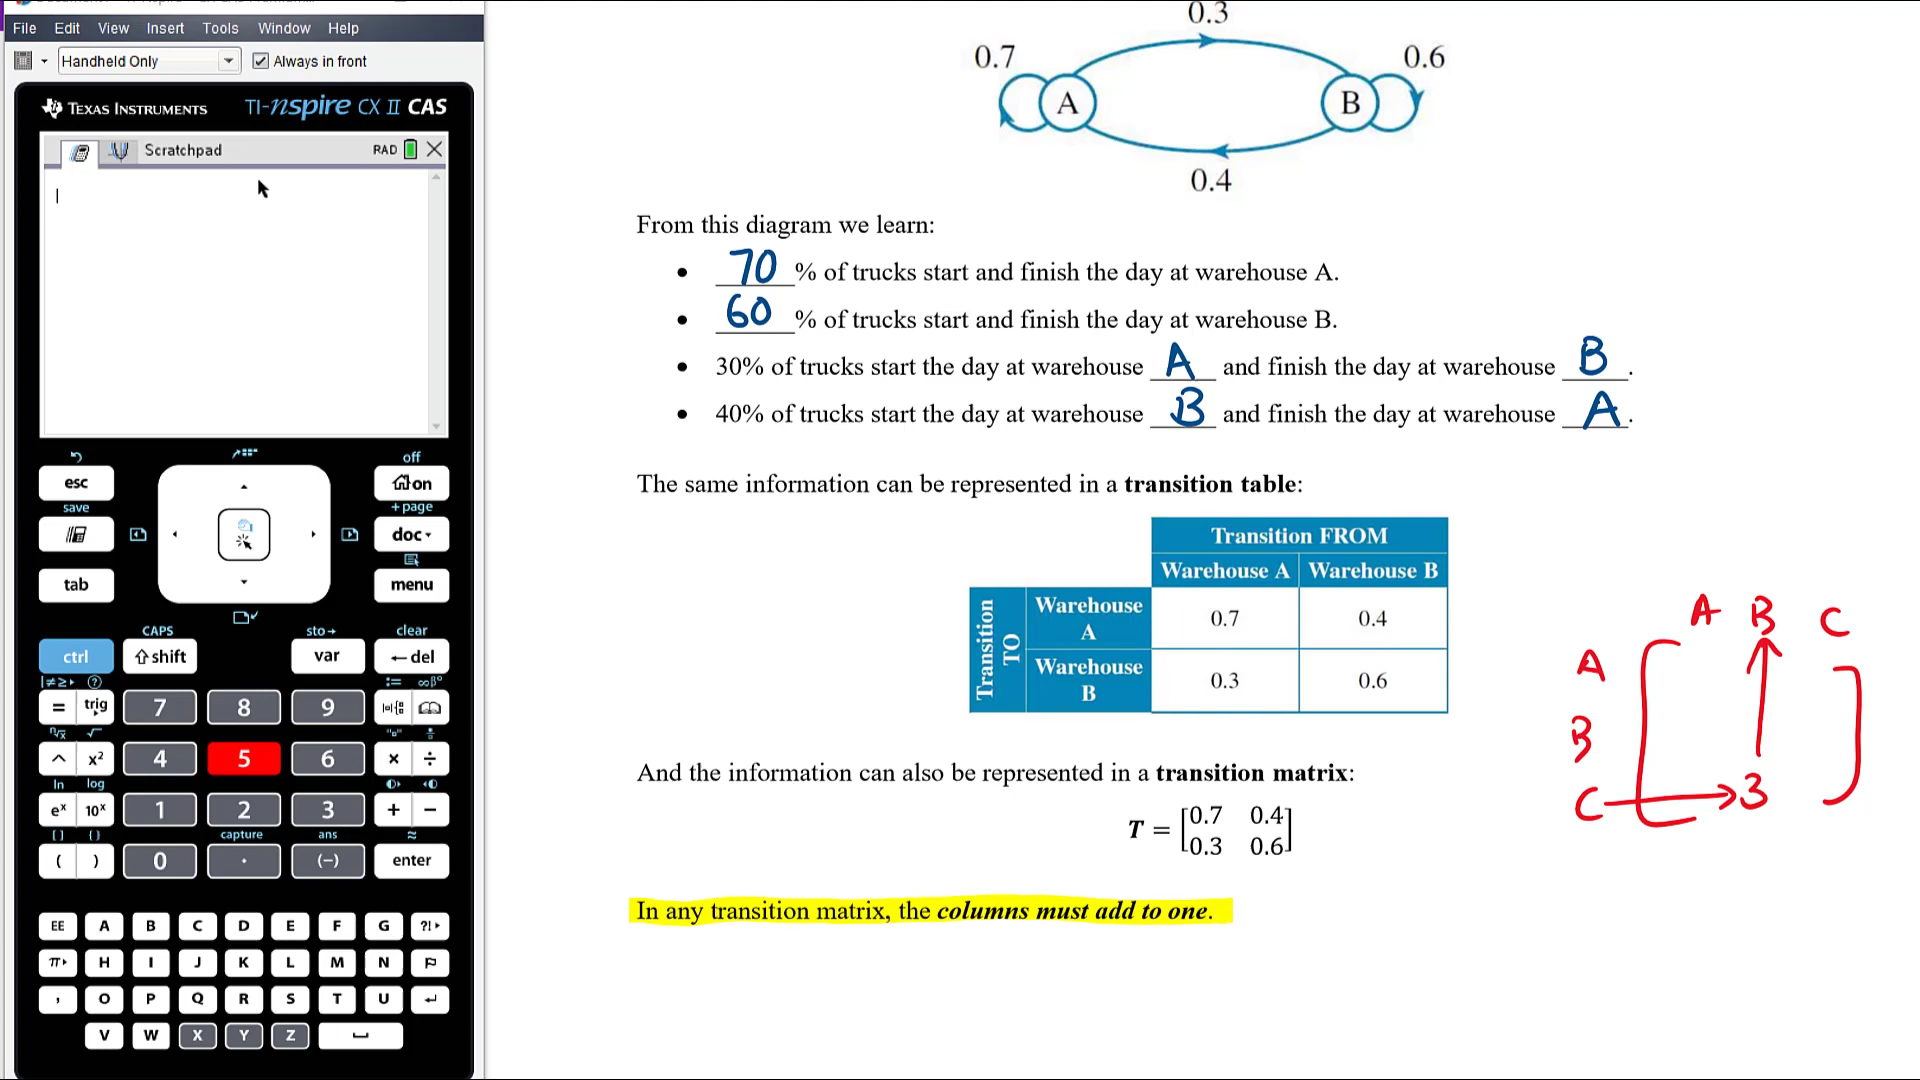 File Edit View Insert Tools Window Help
Handheld Only Always in front
TEXAS INSTRUMENTS TI-nspire CX II CAS
Scratchpad RAD
off
esc on
save + page
doc
tab menu
CAPS sto→ clear
ctrl ⇧shift var ←del
|≠≥▸ ? := ∞β°
= trig 7 8 9
^ x² 4 5 6 × ÷
ln log
eˣ 10ˣ 1 2 3 + −
[ ] { } capture ans ≈
( ) 0 . (−) enter
EE A B C D E F G ?!▸
π▸ H I J K L M N
, O P Q R S T U ↵
V W X Y Z
0.3
0.7 0.6
A B
0.4
From this diagram we learn:
• 70 % of trucks start and finish the day at warehouse A.
• 60 % of trucks start and finish the day at warehouse B.
• 30% of trucks start the day at warehouse A and finish the day at warehouse B.
• 40% of trucks start the day at warehouse B and finish the day at warehouse A.
The same information can be represented in a transition table:
Transition FROM
Warehouse A Warehouse B
Transition TO
Warehouse A 0.7 0.4
Warehouse B 0.3 0.6
And the information can also be represented in a transition matrix:
T = [0.7 0.4
0.3 0.6]
In any transition matrix, the columns must add to one.
A B C
A
B
C 3